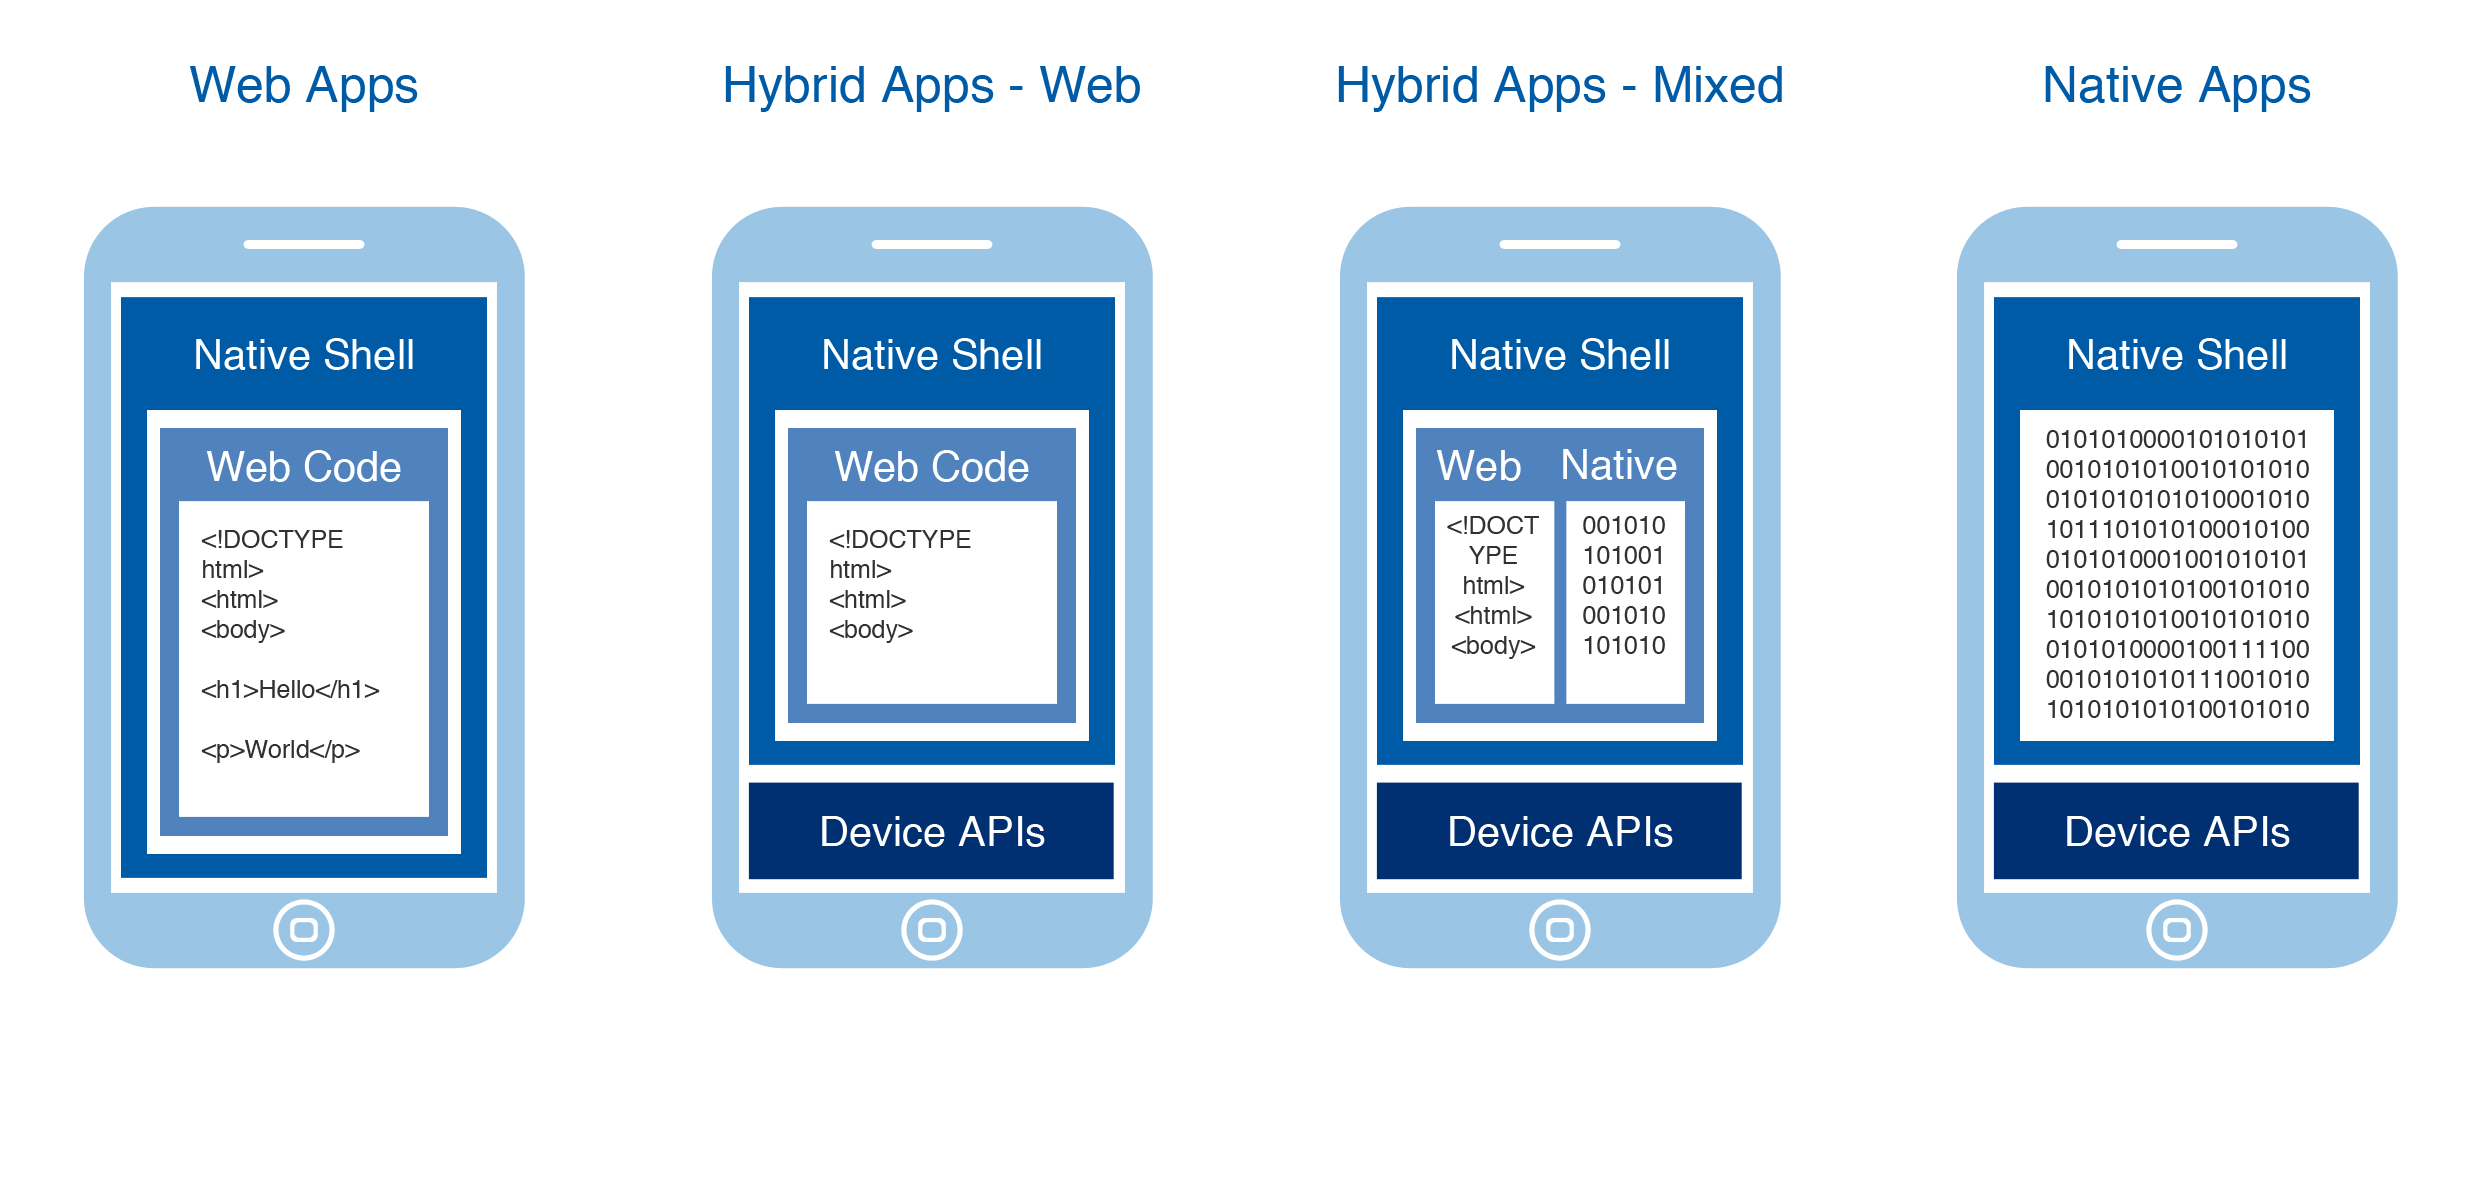 Web Apps
Native Shell
Web Code
<!DOCTYPE
html>
<html>
<body>
<h1>Hello</h1>
<p>World</p>
Hybrid Apps - Web
Native Shell
Web Code
<!DOCTYPE
html>
<html>
<body>
Device APIs
Hybrid Apps - Mixed
Native Shell
Web
<!DOCT
YPE
html>
<html>
<body>
Native
001010
101001
010101
001010
101010
Device APIs
Native Apps
Native Shell
0101010000101010101
0010101010010101010
0101010101010001010
1011101010100010100
0101010001001010101
0010101010100101010
1010101010010101010
0101010000100111100
0010101010111001010
1010101010100101010
Device APIs